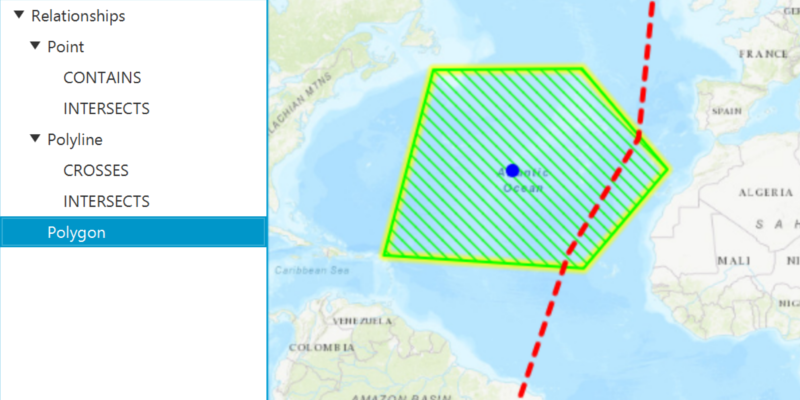 Relationships
Point
CONTAINS
INTERSECTS
Polyline
CROSSES
INTERSECTS
Polygon
LACHIAN MTNS
FRANCE
SPAIN
Atlantic
Ocean
ALGERIA
S A H
MALI
NI
NIG
Caribbean Sea
VENEZUELA
COLOMBIA
AMAZON BASIN